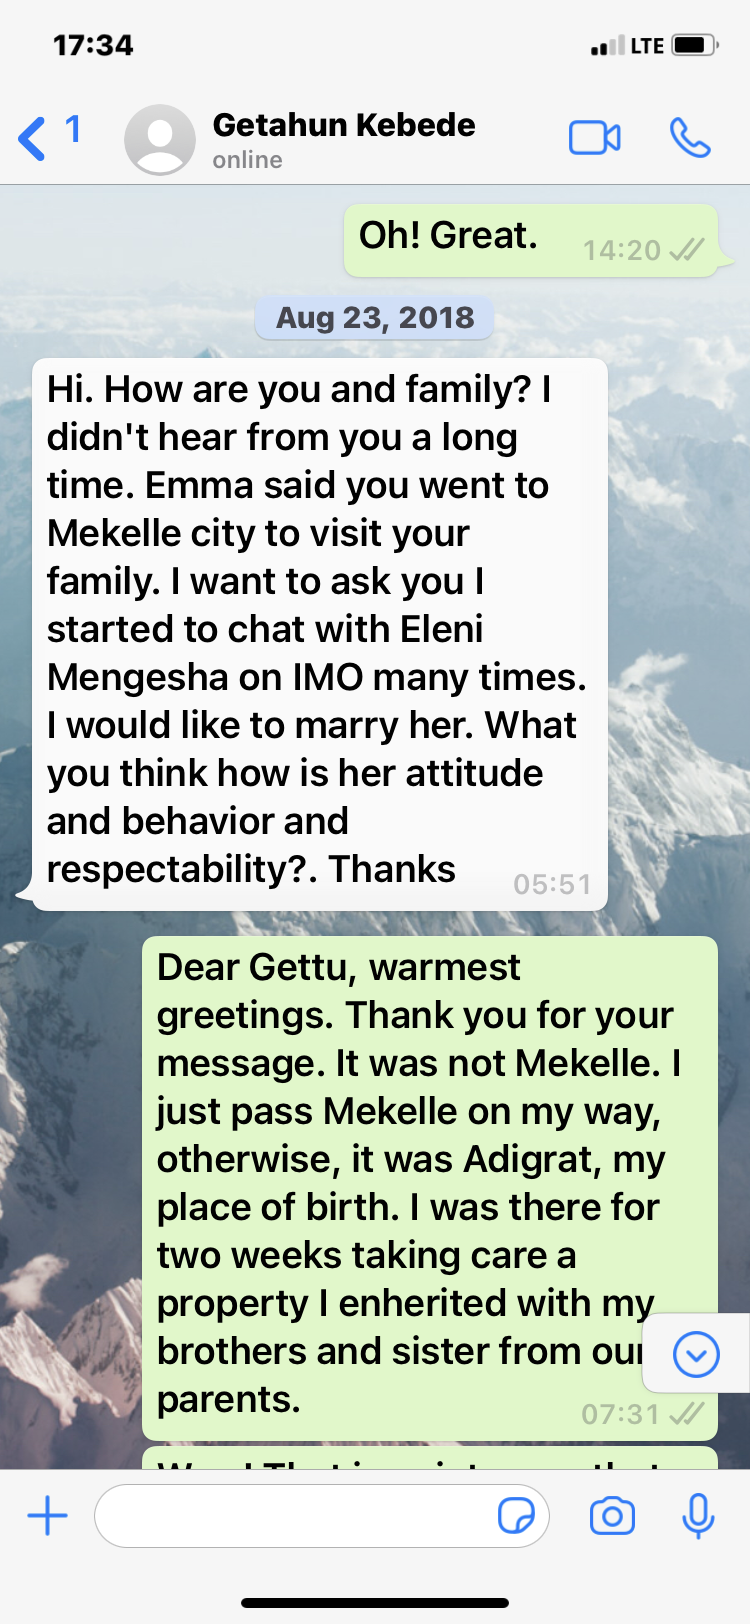 17:34
LTE
1
Getahun Kebede
online
Oh! Great.
14:20
Aug 23, 2018
Hi. How are you and family? I
didn't hear from you a long
time. Emma said you went to
Mekelle city to visit your
family. I want to ask you I
started to chat with Eleni
Mengesha on IMO many times.
I would like to marry her. What
you think how is her attitude
and behavior and
respectability?. Thanks
05:51
Dear Gettu, warmest
greetings. Thank you for your
message. It was not Mekelle. I
just pass Mekelle on my way,
otherwise, it was Adigrat, my
place of birth. I was there for
two weeks taking care a
property I enherited with my
brothers and sister from our
parents.
07:31